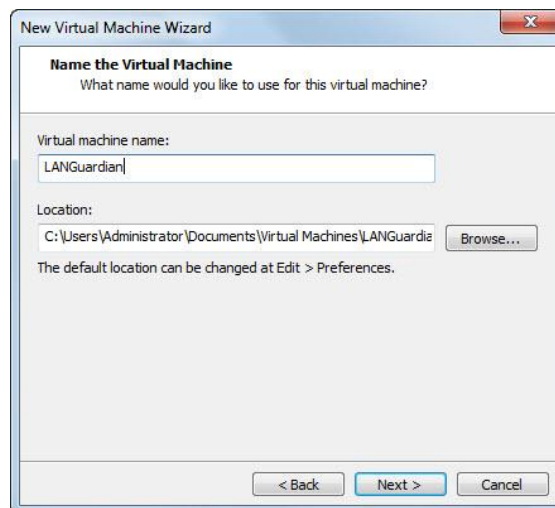 New Virtual Machine Wizard
Name the Virtual Machine
What name would you like to use for this virtual machine?
Virtual machine name:
LANGuardian
Location:
C:\Users\Administrator\Documents\Virtual Machines\LANGuardia
Browse...
The default location can be changed at Edit > Preferences.
< Back Next > Cancel